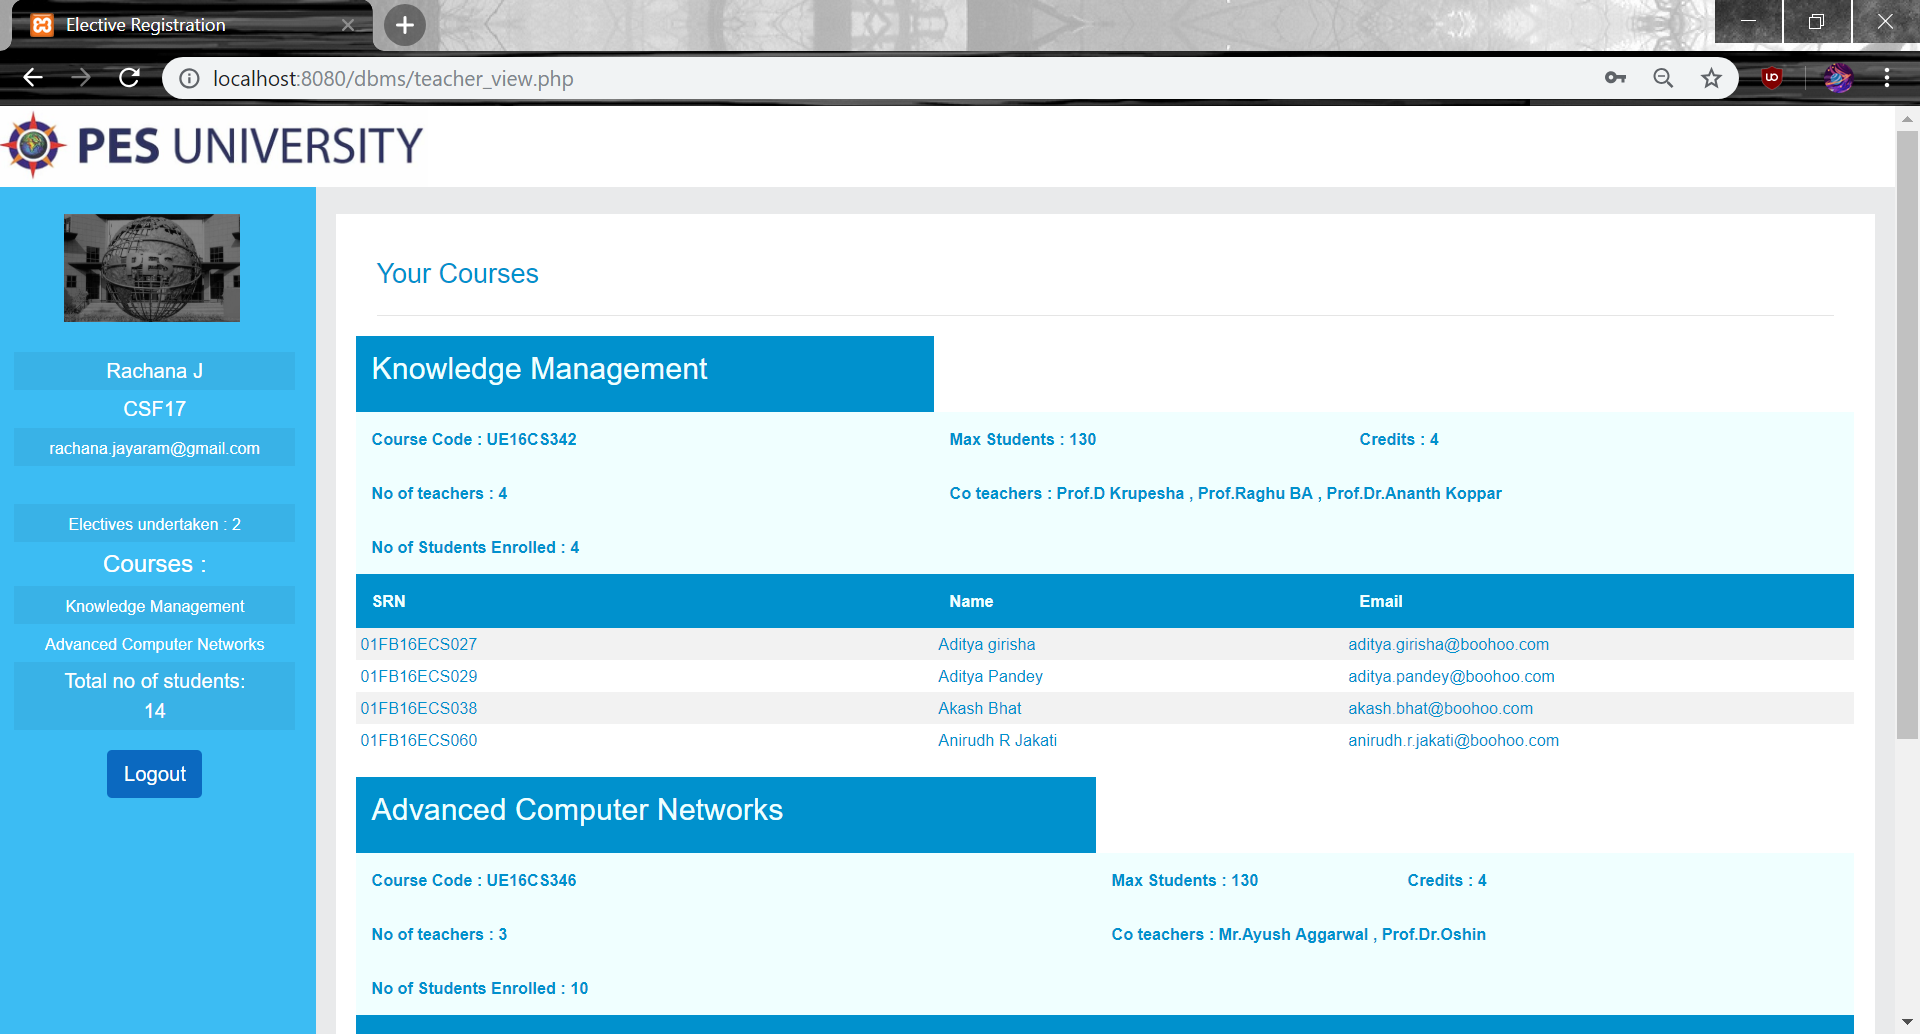 Elective Registration
localhost:8080/dbms/teacher_view.php
PES UNIVERSITY
PES
Rachana J
CSF17
rachana.jayaram@gmail.com
Electives undertaken : 2
Courses :
Knowledge Management
Advanced Computer Networks
Total no of students:
14
Logout
Your Courses
Knowledge Management
Course Code : UE16CS342 Max Students : 130 Credits : 4
No of teachers : 4 Co teachers : Prof.D Krupesha , Prof.Raghu BA , Prof.Dr.Ananth Koppar
No of Students Enrolled : 4
SRN Name Email
01FB16ECS027 Aditya girisha aditya.girisha@boohoo.com
01FB16ECS029 Aditya Pandey aditya.pandey@boohoo.com
01FB16ECS038 Akash Bhat akash.bhat@boohoo.com
01FB16ECS060 Anirudh R Jakati anirudh.r.jakati@boohoo.com
Advanced Computer Networks
Course Code : UE16CS346 Max Students : 130 Credits : 4
No of teachers : 3 Co teachers : Mr.Ayush Aggarwal , Prof.Dr.Oshin
No of Students Enrolled : 10